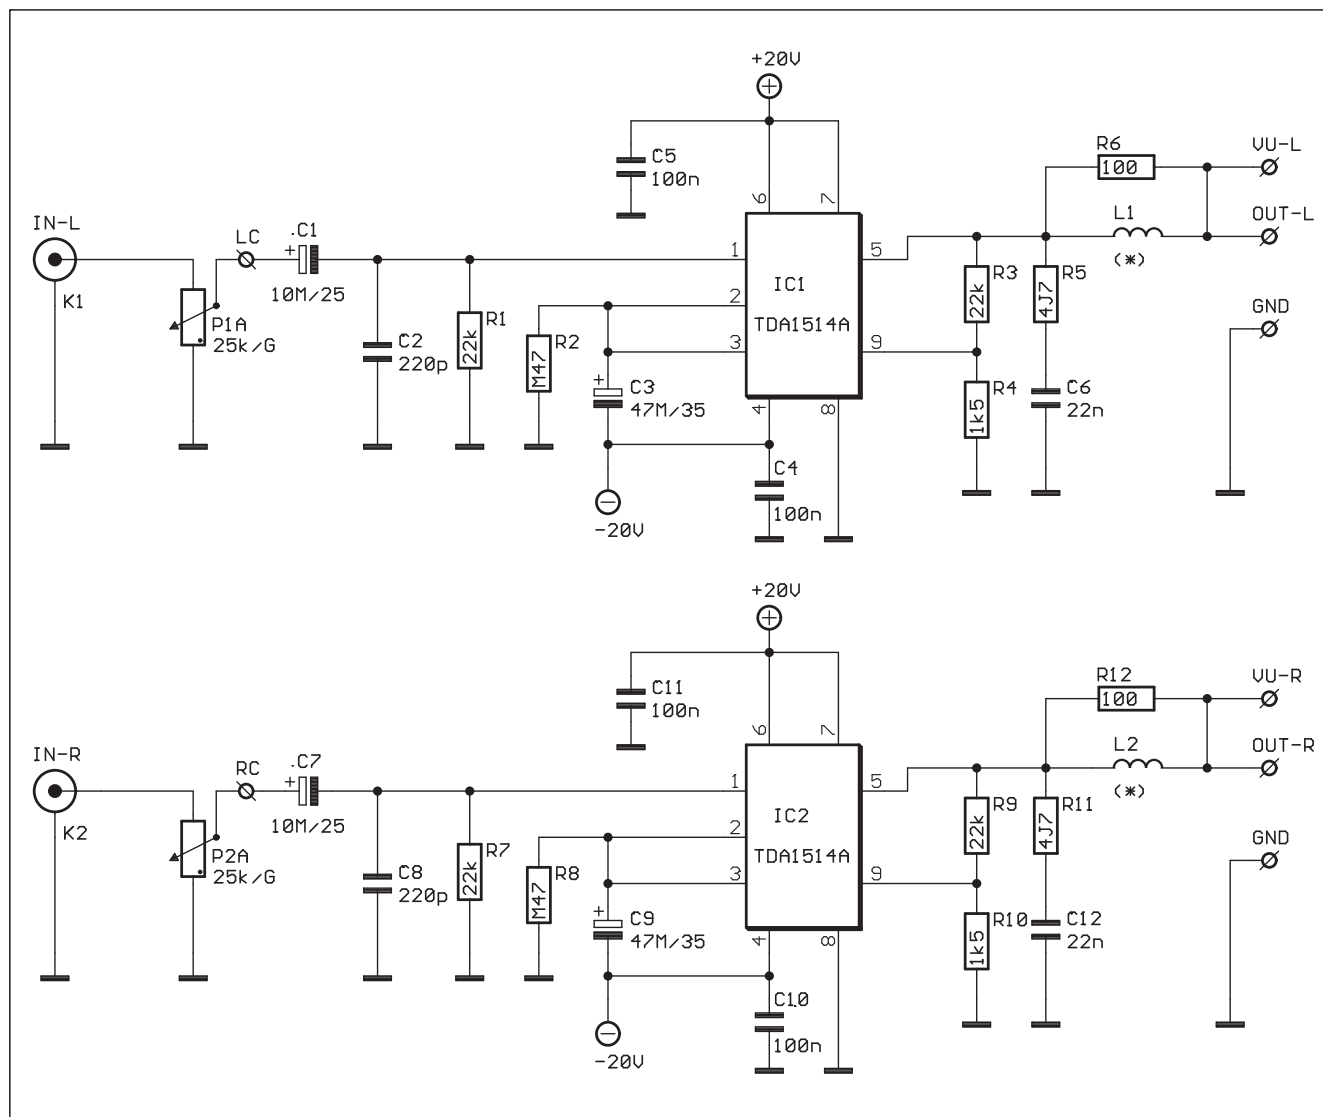 +20V
C5
100n
R6
100
VU-L
6
7
IN-L
LC
.C1
+
10M/25
1
5
L1
(*)
OUT-L
K1
P1A
25k/G
C2
220p
R1
22k
R2
M47
2
3
IC1
TDA1514A
9
R3
22k
R5
4J7
GND
+
C3
47M/35
4
8
R4
1k5
C6
22n
C4
100n
-20V
+20V
C11
100n
R12
100
VU-R
6
7
IN-R
RC
.C7
+
10M/25
1
5
L2
(*)
OUT-R
K2
P2A
25k/G
C8
220p
R7
22k
R8
M47
2
3
IC2
TDA1514A
9
R9
22k
R11
4J7
GND
+
C9
47M/35
4
8
R10
1k5
C12
22n
C10
100n
-20V